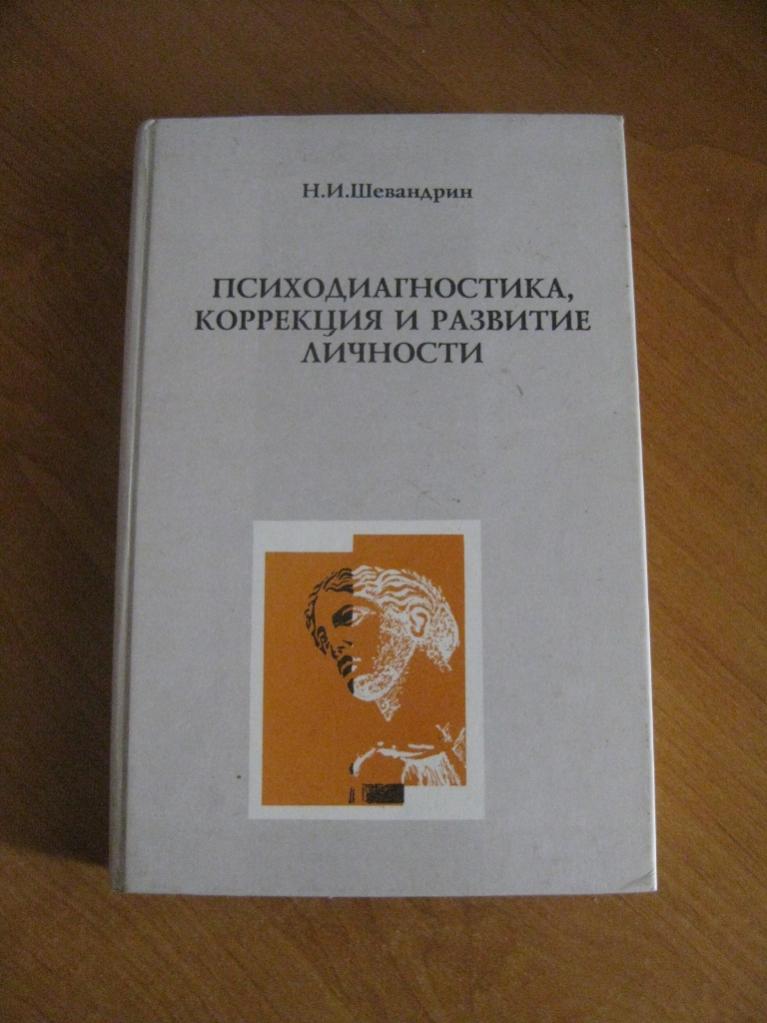 Н.И.Шевандрин
ПСИХОДИАГНОСТИКА,
КОРРЕКЦИЯ И РАЗВИТИЕ
ЛИЧНОСТИ